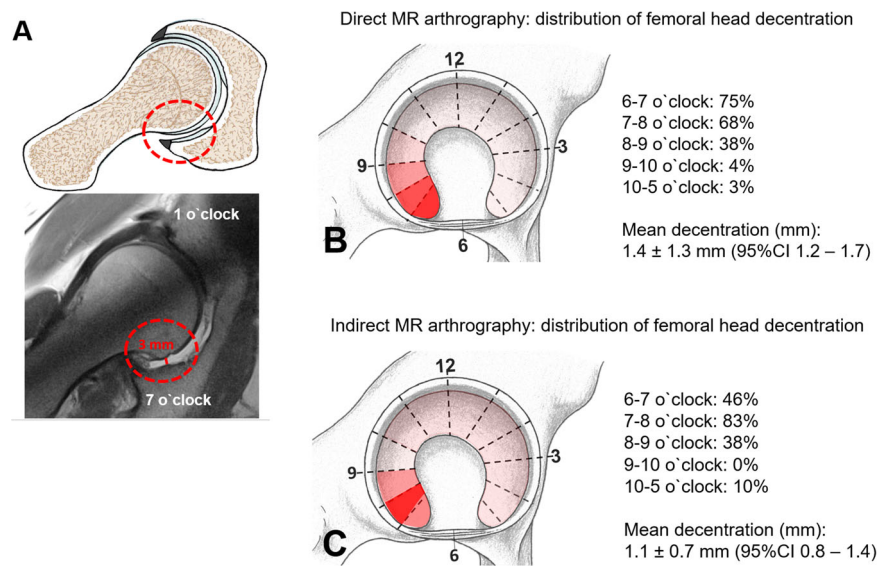 A
1 o`clock
3 mm
7 o`clock
Direct MR arthrography: distribution of femoral head decentration
12
3
9
6
B
6-7 o`clock: 75%
7-8 o`clock: 68%
8-9 o`clock: 38%
9-10 o`clock: 4%
10-5 o`clock: 3%
Mean decentration (mm):
1.4 ± 1.3 mm (95%CI 1.2 – 1.7)
Indirect MR arthrography: distribution of femoral head decentration
12
3
9
6
C
6-7 o`clock: 46%
7-8 o`clock: 83%
8-9 o`clock: 38%
9-10 o`clock: 0%
10-5 o`clock: 10%
Mean decentration (mm):
1.1 ± 0.7 mm (95%CI 0.8 – 1.4)